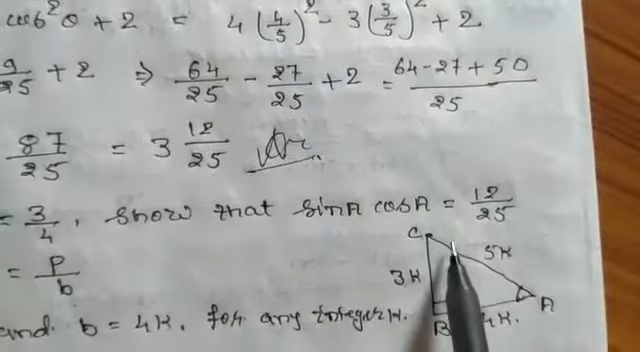 cos²θ + 2 = 4(4/5)² - 3(3/5)² + 2
9/25 + 2 ⇒ 64/25 - 27/25 + 2 = 64-27+50/25
87/25 = 3 12/25
= 3/4, show that sinA cosA = 12/25
= P/b
C
5K
3K
A
B 4K.
and b = 4K. for any integer K.